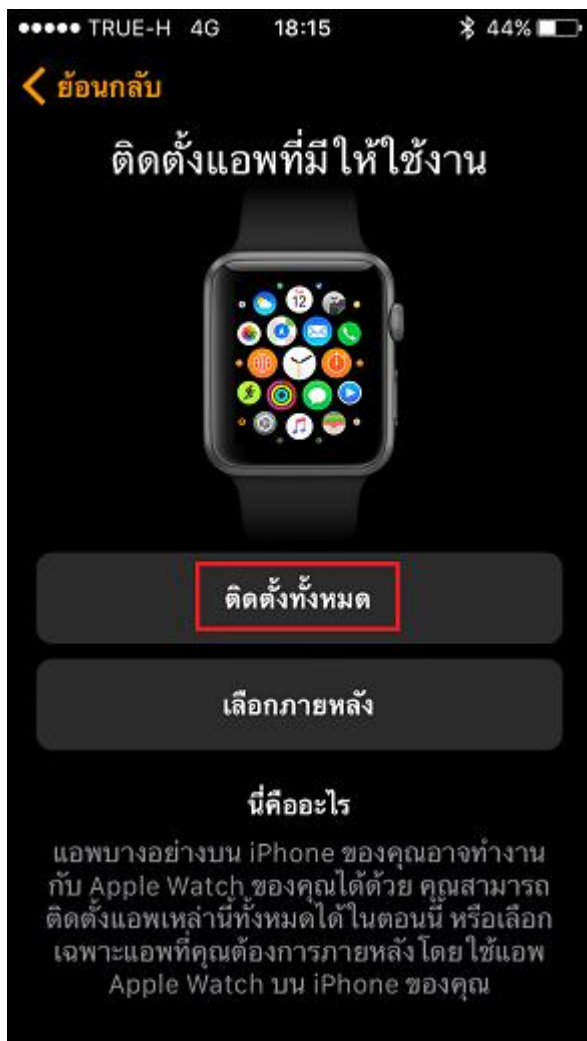 ●●●●● TRUE-H 4G 18:15 44%
ย้อนกลับ
ติดตั้งแอพที่มีให้ใช้งาน
12
ติดตั้งทั้งหมด
เลือกภายหลัง
นี่คืออะไร
แอพบางอย่างบน iPhone ของคุณอาจทำงาน
กับ Apple Watch ของคุณได้ด้วย คุณสามารถ
ติดตั้งแอพเหล่านี้ทั้งหมดได้ในตอนนี้ หรือเลือก
เฉพาะแอพที่คุณต้องการภายหลังโดยใช้แอพ
Apple Watch บน iPhone ของคุณ